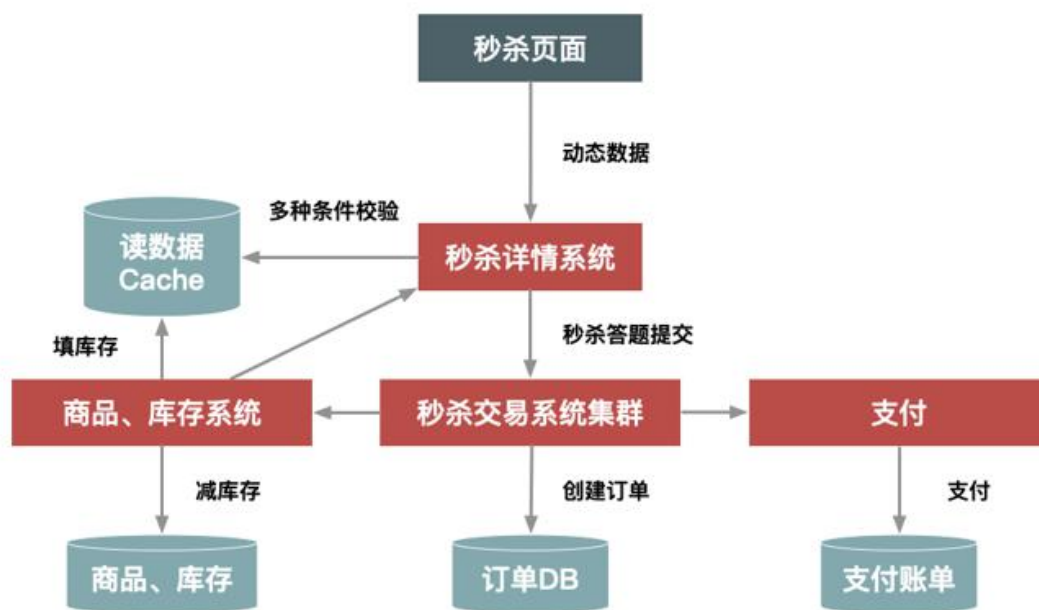 秒杀页面
动态数据
多种条件校验
读数据
Cache
秒杀详情系统
填库存
秒杀答题提交
商品、库存系统
秒杀交易系统集群
支付
减库存
创建订单
支付
商品、库存
订单DB
支付账单